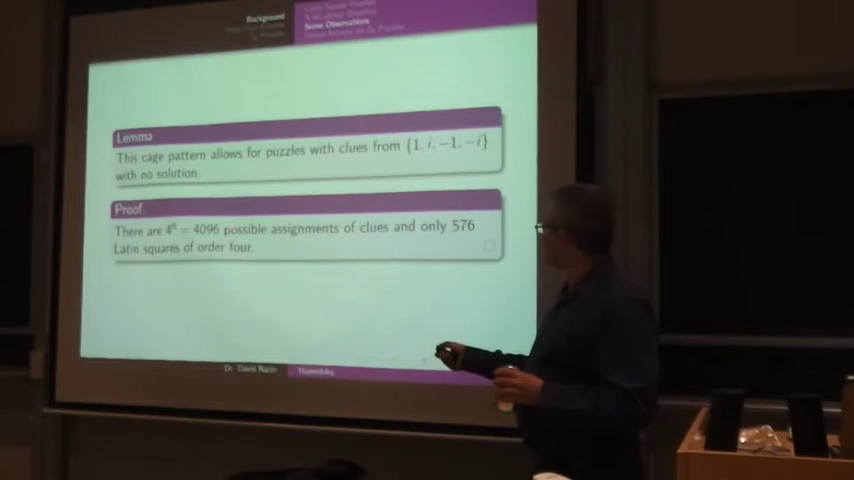 Background
Some Observations
Lemma
This cage pattern allows for puzzles with clues from {1, i, −1, −i}
with no solution.
Proof.
There are 4⁶ = 4096 possible assignments of clues and only 576
Latin squares of order four.
Dr. David Nacin